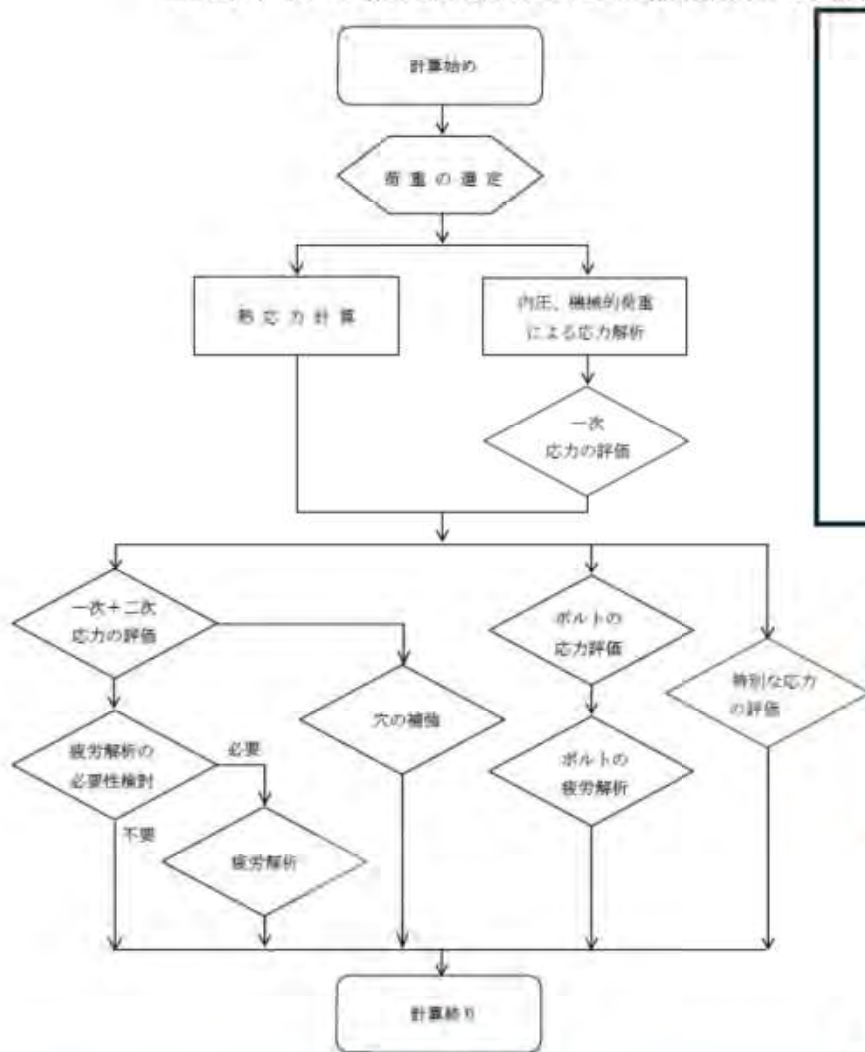 計算始め
荷重の選定
熱応力計算
内圧、機械的荷重
による応力解析
一次
応力の評価
一次+二次
応力の評価
ボルトの
応力評価
特別な応力
の評価
穴の補強
疲労解析の
必要性検討
必要
ボルトの
疲労解析
不要
疲労解析
計算終り